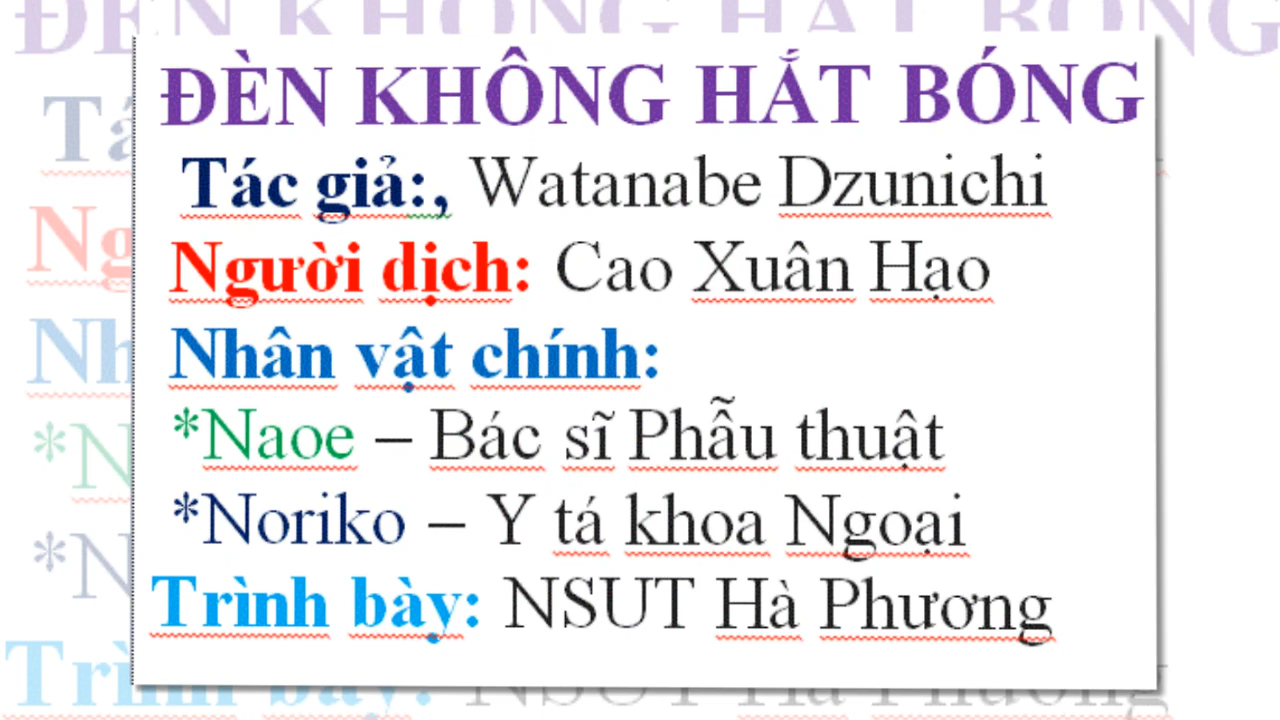 ĐÈN KHÔNG HẮT BÓNG
Tác giả:, Watanabe Dzunichi
Người dịch: Cao Xuân Hạo
Nhân vật chính:
*Naoe – Bác sĩ Phẫu thuật
*Noriko – Y tá khoa Ngoại
Trình bày: NSUT Hà Phương